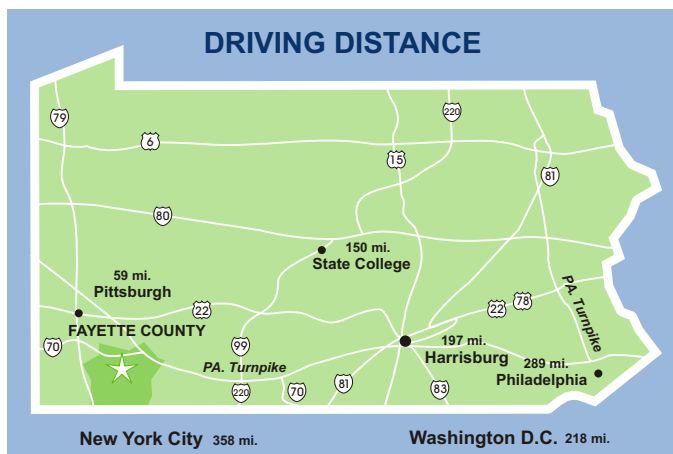 DRIVING DISTANCE
79
220
6
15
81
80
150 mi.
State College
59 mi.
Pittsburgh
PA. Turnpike
22
22
78
FAYETTE COUNTY
197 mi.
Harrisburg
70
99
PA. Turnpike
289 mi.
Philadelphia
220
70
81
83
New York City 358 mi.
Washington D.C. 218 mi.